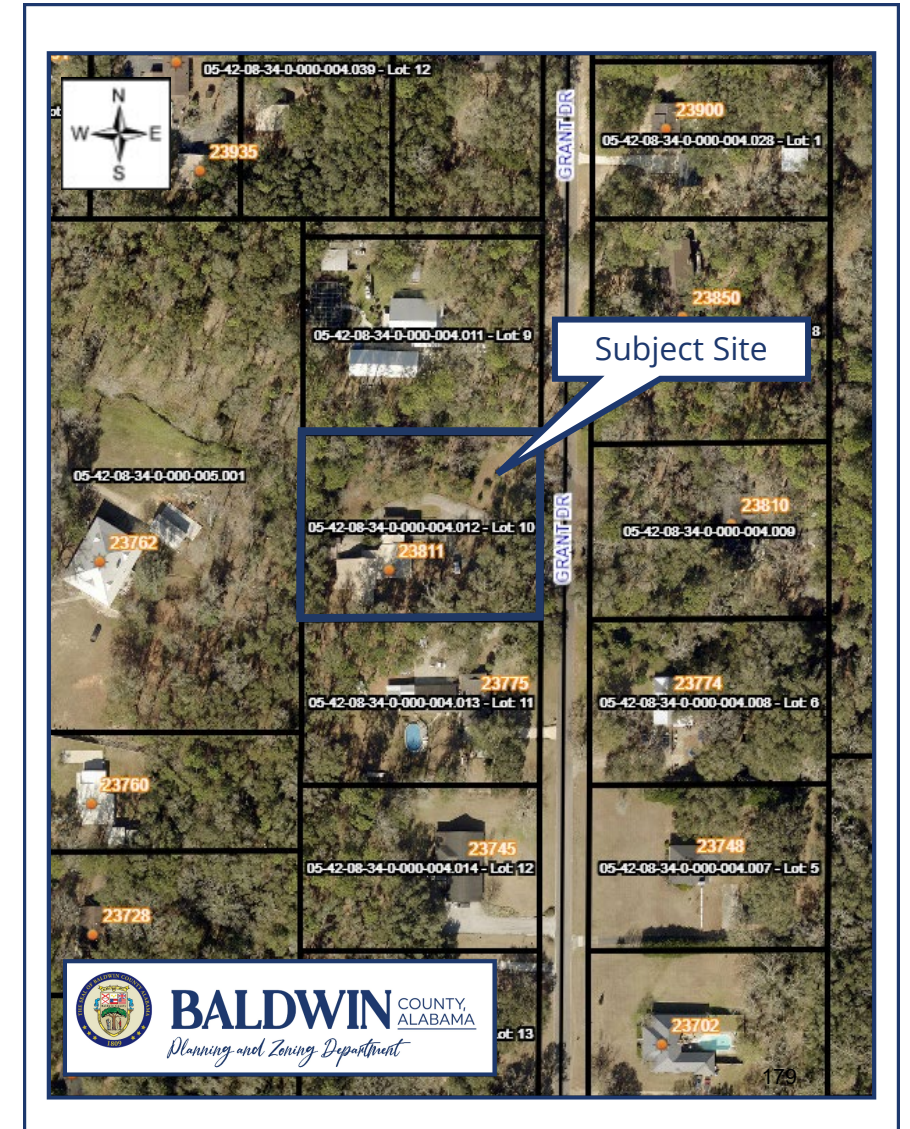 05-42-08-34-0-000-004.039 - Lot: 12
N
W E
S
23935
GRANT DR
23900
05-42-08-34-0-000-004.028 - Lot: 1
23850
8
05-42-08-34-0-000-004.011 - Lot: 9
Subject Site
05-42-08-34-0-000-005.001
23762
05-42-08-34-0-000-004.012 - Lot: 10
23811
GRANT DR
23810
05-42-08-34-0-000-004.009
23775
05-42-08-34-0-000-004.013 - Lot: 11
23774
05-42-08-34-0-000-004.008 - Lot: 6
23760
23745
05-42-08-34-0-000-004.014 - Lot: 12
23748
05-42-08-34-0-000-004.007 - Lot: 5
23728
BALDWIN COUNTY, ALABAMA
Planning and Zoning Department
1809
ot: 13
23702
179